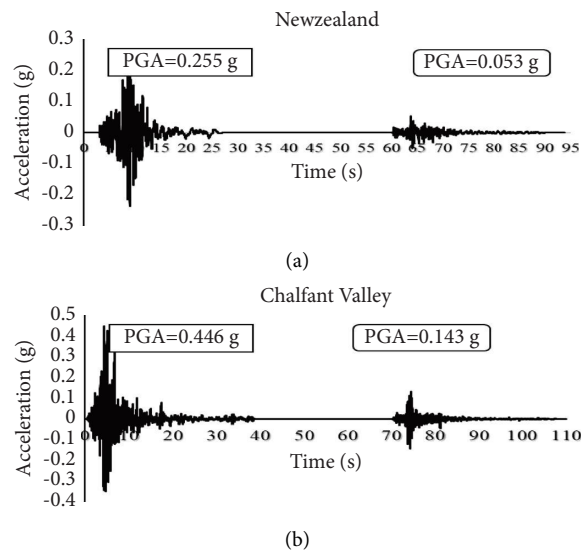 Newzealand
PGA=0.255 g
PGA=0.053 g
Acceleration (g)
0.3
0.2
0.1
0
-0.1
-0.2
-0.3
0 5 15 20 25 30 35 40 45 50 55 60 65 70 75 80 85 90 94 95
Time (s)
(a)
Chalfant Valley
PGA=0.446 g
PGA=0.143 g
Acceleration (g)
0.5
0.4
0.3
0.2
0.1
0
-0.1
-0.2
-0.3
-0.4
0 10 20 30 40 50 60 70 80 90 100 110
Time (s)
(b)